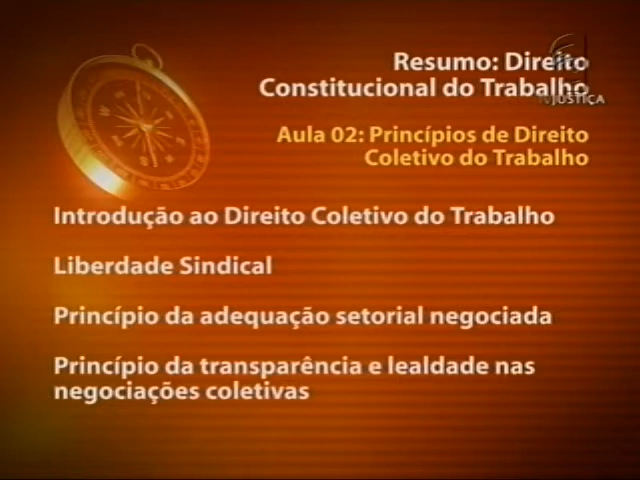 Resumo: Direito
Constitucional do Trabalho
TV JUSTIÇA
Aula 02: Princípios de Direito
Coletivo do Trabalho
Introdução ao Direito Coletivo do Trabalho
Liberdade Sindical
Princípio da adequação setorial negociada
Princípio da transparência e lealdade nas
negociações coletivas